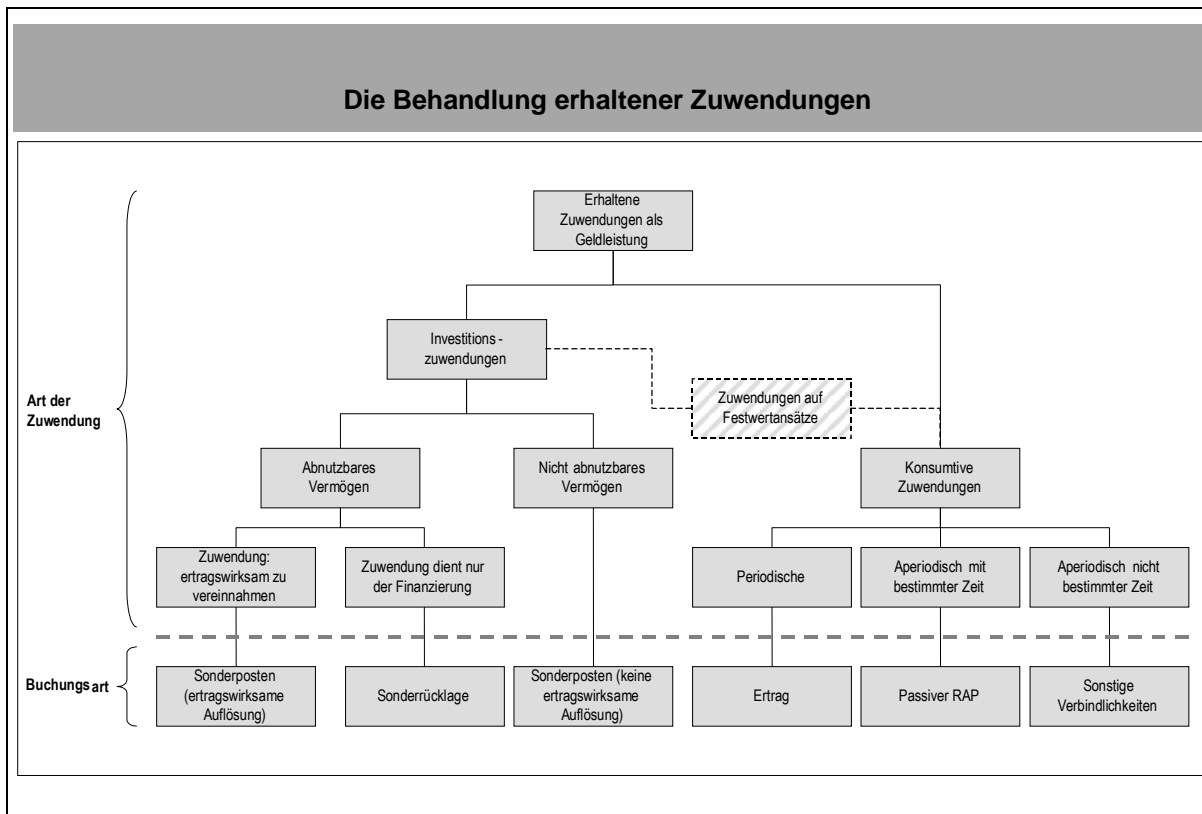 Die Behandlung erhaltener Zuwendungen
Erhaltene
Zuwendungen als
Geldleistung
Investitions -
zuwendungen
Zuwendungen auf
Festwertansätze
Art der
Zuwendung
Abnutzbares
Vermögen
Nicht abnutzbares
Vermögen
Konsumtive
Zuwendungen
Zuwendung:
ertragswirksam zu
vereinnahmen
Zuwendung dient nur
der Finanzierung
Periodische
Aperiodisch mit
bestimmter Zeit
Aperiodisch nicht
bestimmter Zeit
Buchungsart
Sonderposten
(ertragswirksame
Auflösung)
Sonderrücklage
Sonderposten (keine
ertragswirksame
Auflösung)
Ertrag
Passiver RAP
Sonstige
Verbindlichkeiten